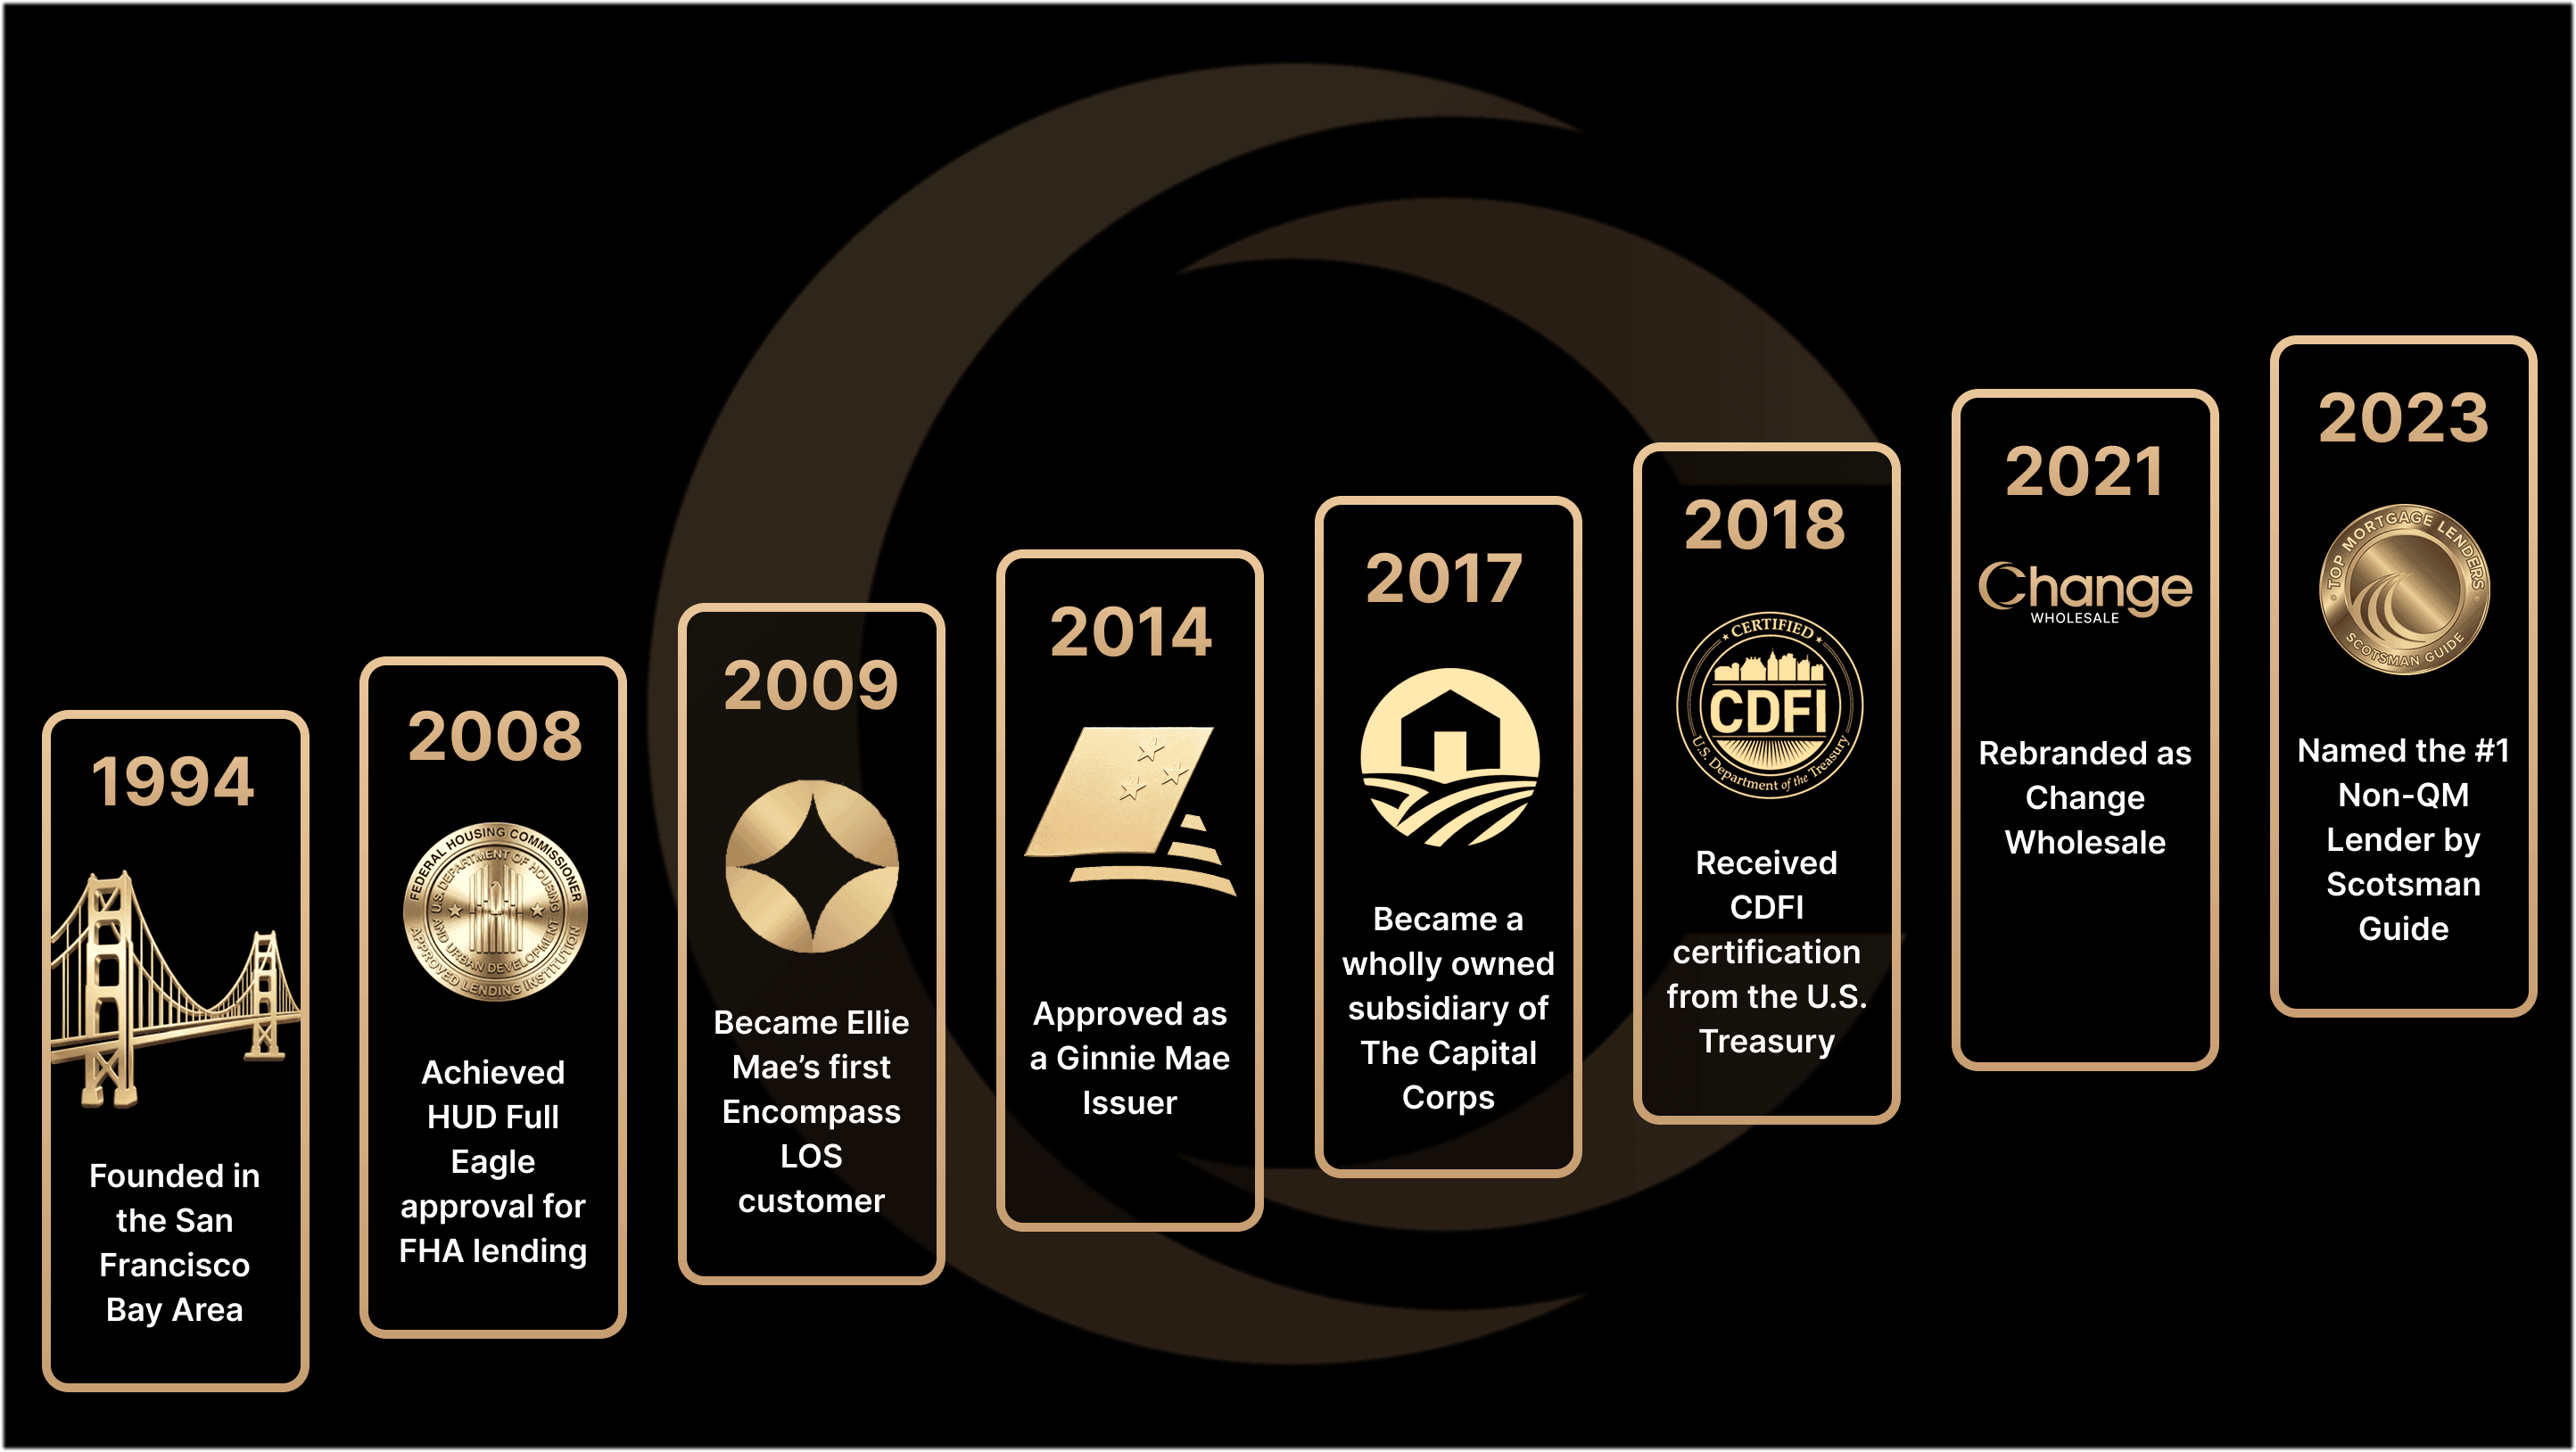 1994
Founded in
the San
Francisco
Bay Area
2008
FEDERAL HOUSING COMMISSIONER
U.S. DEPARTMENT OF HOUSING
AND URBAN DEVELOPMENT
APPROVED LENDING INSTITUTION
Achieved
HUD Full
Eagle
approval for
FHA lending
2009
Became Ellie
Mae’s first
Encompass
LOS
customer
2014
Approved as
a Ginnie Mae
Issuer
2017
Became a
wholly owned
subsidiary of
The Capital
Corps
2018
CERTIFIED
CDFI
U.S. Department of the Treasury
Received
CDFI
certification
from the U.S.
Treasury
2021
Change
WHOLESALE
Rebranded as
Change
Wholesale
2023
TOP MORTGAGE LENDERS
SCOTSMAN GUIDE
Named the #1
Non-QM
Lender by
Scotsman
Guide